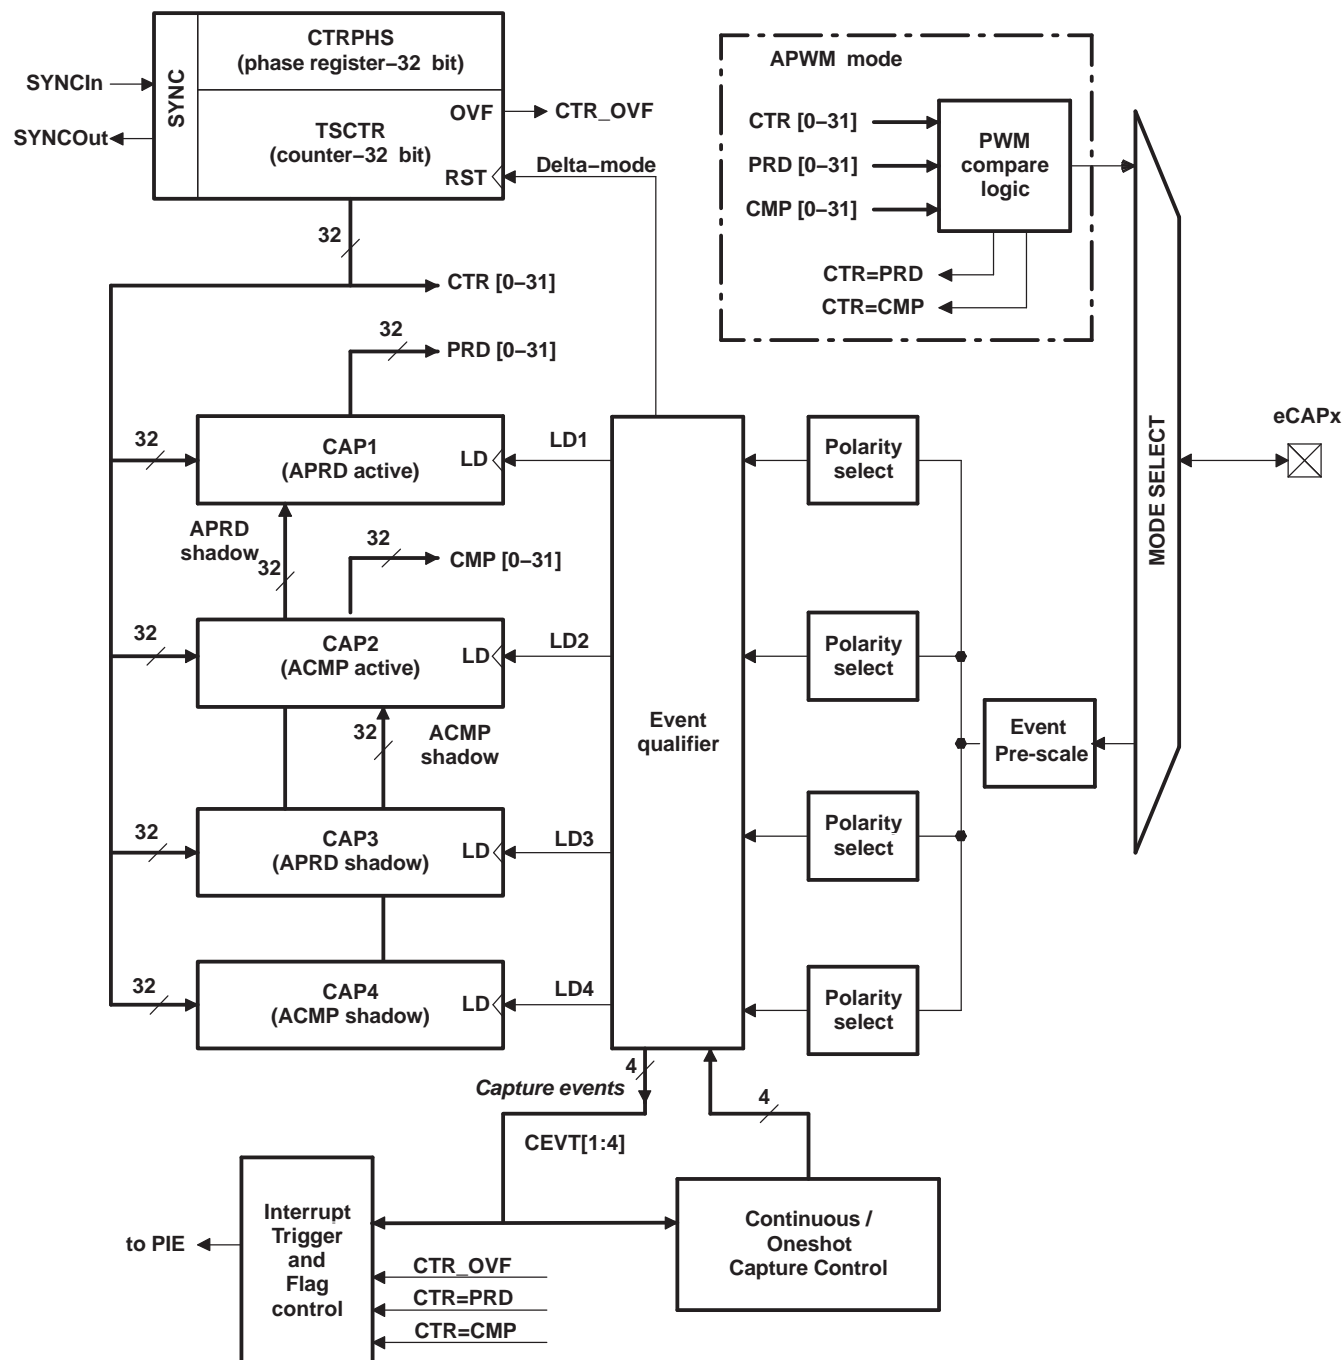 CTRPHS
(phase register−32 bit)
SYNC
SYNCIn
SYNCOut
TSCTR
(counter−32 bit)
OVF
CTR_OVF
RST
Delta−mode
32
CTR [0−31]
32
PRD [0−31]
APWM mode
CTR [0−31]
PRD [0−31]
CMP [0−31]
PWM
compare
logic
CTR=PRD
CTR=CMP
MODE SELECT
eCAPx
32
CAP1
(APRD active)
LD
LD1
Polarity
select
APRD
shadow
32
32
CMP [0−31]
32
CAP2
(ACMP active)
LD
LD2
Polarity
select
32
ACMP
shadow
Event
qualifier
Event
Pre-scale
32
CAP3
(APRD shadow)
LD
LD3
Polarity
select
32
CAP4
(ACMP shadow)
LD
LD4
Polarity
select
4
Capture events
4
CEVT[1:4]
Interrupt
Trigger
and
Flag
control
to PIE
CTR_OVF
CTR=PRD
CTR=CMP
Continuous /
Oneshot
Capture Control